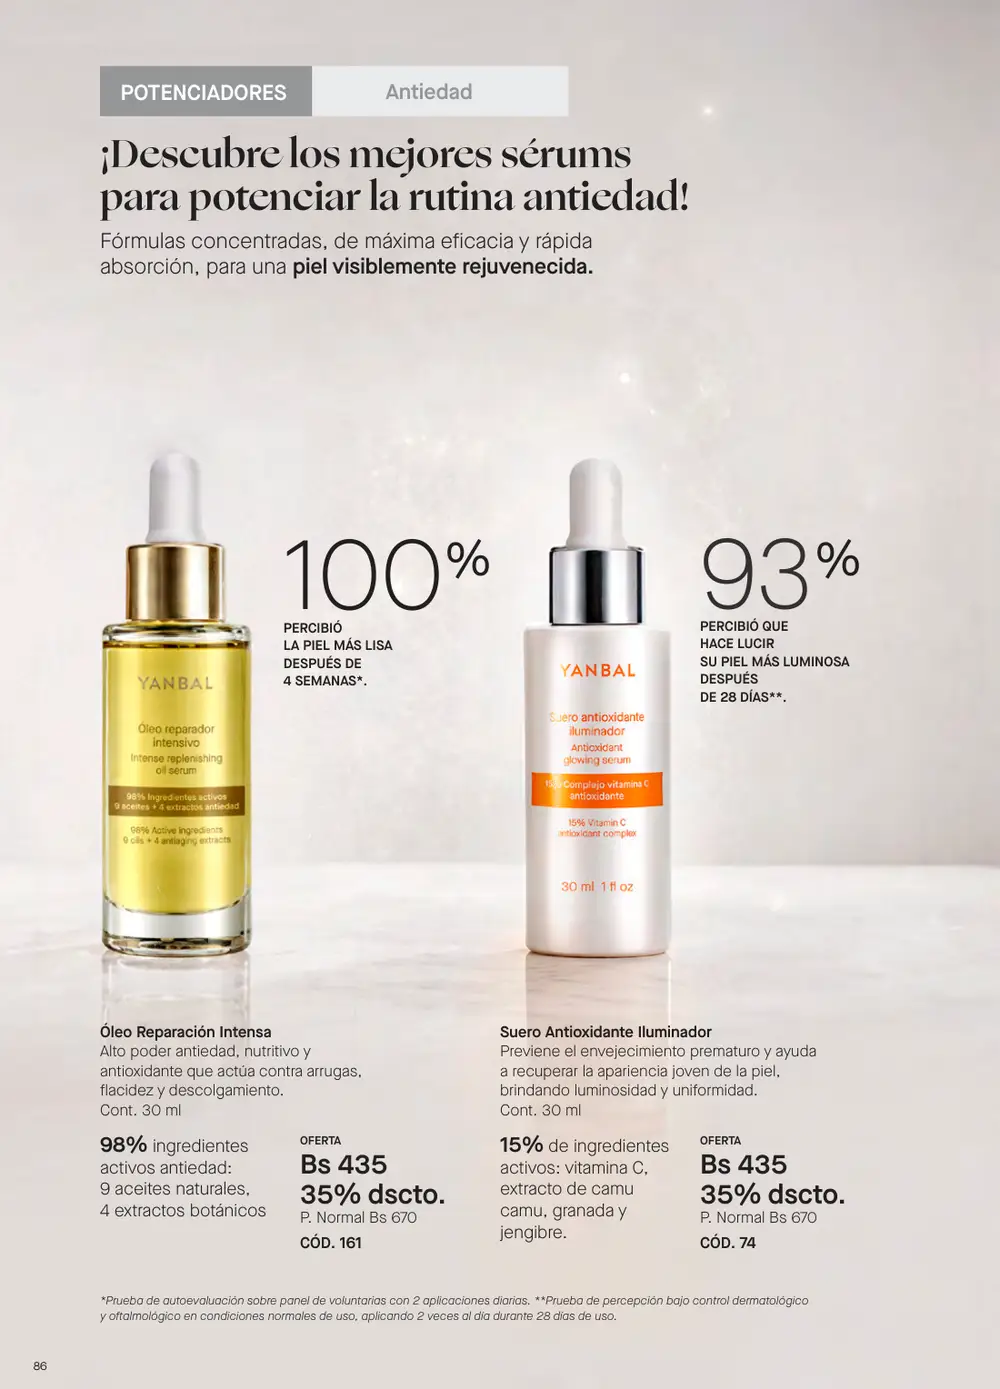 POTENCIADORES
Antiedad
¡Descubre los mejores sérums
para potenciar la rutina antiedad!
Fórmulas concentradas, de máxima eficacia y rápida
absorción, para una piel visiblemente rejuvenecida.
100%
PERCIBIÓ
LA PIEL MÁS LISA
DESPUÉS DE
4 SEMANAS*.
93%
PERCIBIÓ QUE
HACE LUCIR
SU PIEL MÁS LUMINOSA
DESPUÉS
DE 28 DÍAS**.
YANBAL
Óleo reparador
intensivo
Intense replenishing
oil serum
98% Ingredientes activos
9 aceites + 4 extractos antiedad
98% Active ingredients
9 oils + 4 antiaging extracts
YANBAL
Suero antioxidante
iluminador
Antioxidant
glowing serum
15% Complejo vitamina C
antioxidante
15% Vitamin C
antioxidant complex
30 ml 1 fl oz
Óleo Reparación Intensa
Alto poder antiedad, nutritivo y
antioxidante que actúa contra arrugas,
flacidez y descolgamiento.
Cont. 30 ml
98% ingredientes
activos antiedad:
9 aceites naturales,
4 extractos botánicos
OFERTA
Bs 435
35% dscto.
P. Normal Bs 670
CÓD. 161
Suero Antioxidante Iluminador
Previene el envejecimiento prematuro y ayuda
a recuperar la apariencia joven de la piel,
brindando luminosidad y uniformidad.
Cont. 30 ml
15% de ingredientes
activos: vitamina C,
extracto de camu
camu, granada y
jengibre.
OFERTA
Bs 435
35% dscto.
P. Normal Bs 670
CÓD. 74
*Prueba de autoevaluación sobre panel de voluntarias con 2 aplicaciones diarias. **Prueba de percepción bajo control dermatológico
y oftalmológico en condiciones normales de uso, aplicando 2 veces al día durante 28 días de uso.
86